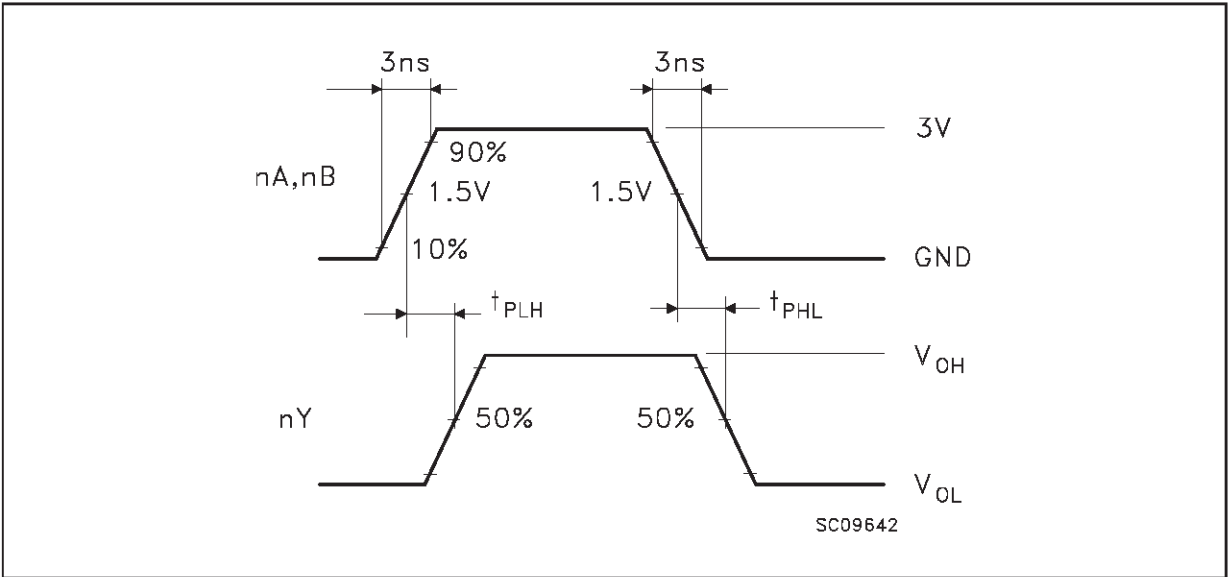 3ns 3ns
3V
90%
nA,nB
1.5V 1.5V
10%
GND
tPLH tPHL
VOH
nY 50% 50%
VOL
SC09642